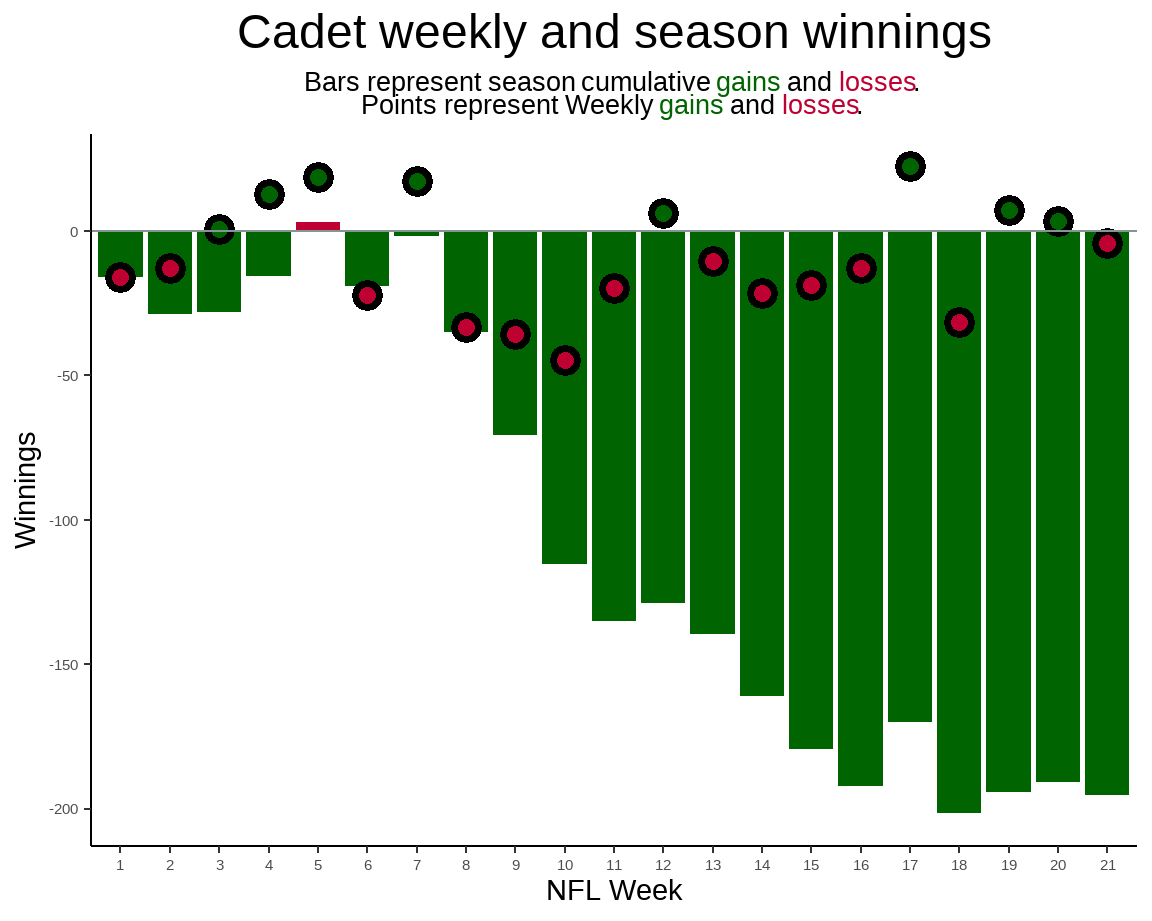 Cadet weekly and season winnings
Bars represent season cumulative gains and losses.
Points represent Weekly gains and losses.
Winnings
0
-50
-100
-150
-200
1 2 3 4 5 6 7 8 9 10 11 12 13 14 15 16 17 18 19 20 21
NFL Week